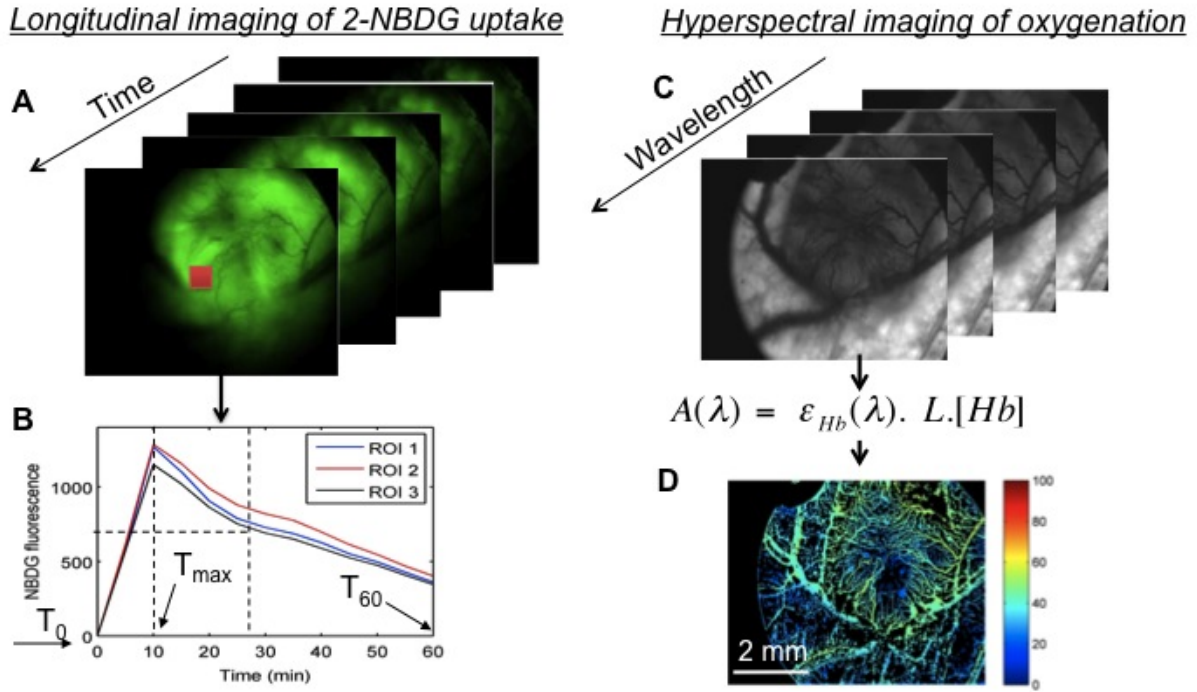 Longitudinal imaging of 2-NBDG uptake
A
Time
B
NBDG fluorescence
1000
500
0
ROI 1
ROI 2
ROI 3
Tmax
T60
T0
0 10 20 30 40 50 60
Time (min)
Hyperspectral imaging of oxygenation
C
Wavelength
A(λ) = εHb(λ). L.[Hb]
D
2 mm
100
80
60
40
20
0